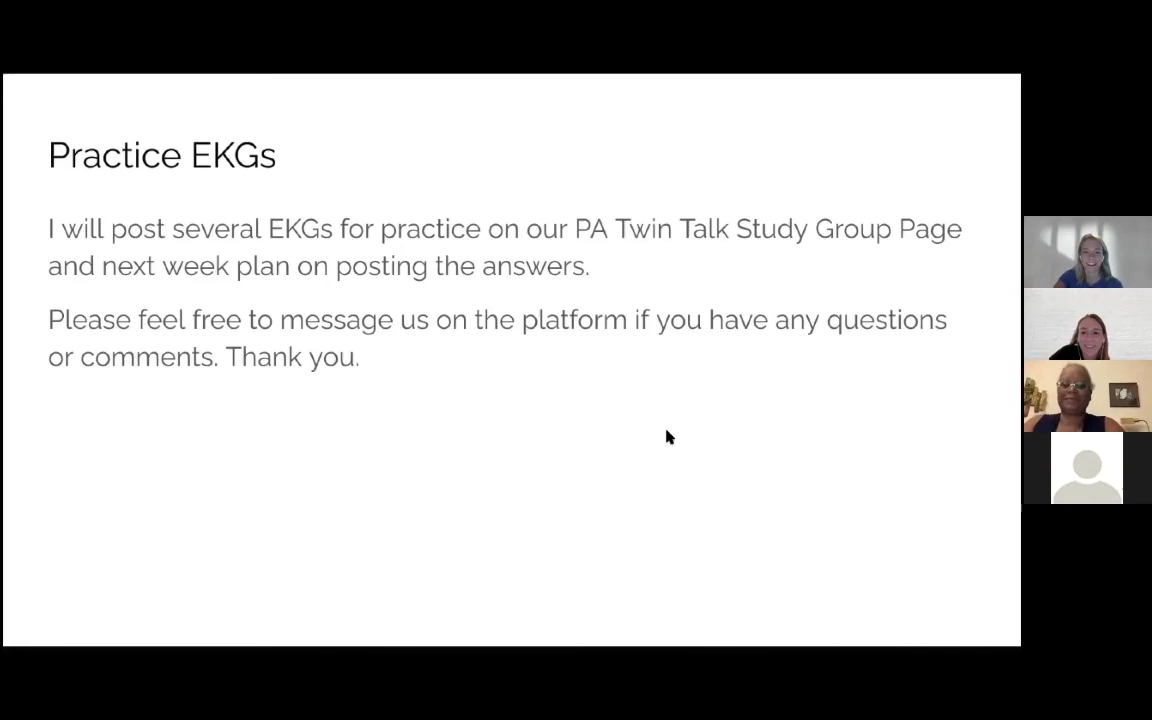 Practice EKGs
I will post several EKGs for practice on our PA Twin Talk Study Group Page
and next week plan on posting the answers.
Please feel free to message us on the platform if you have any questions
or comments. Thank you.